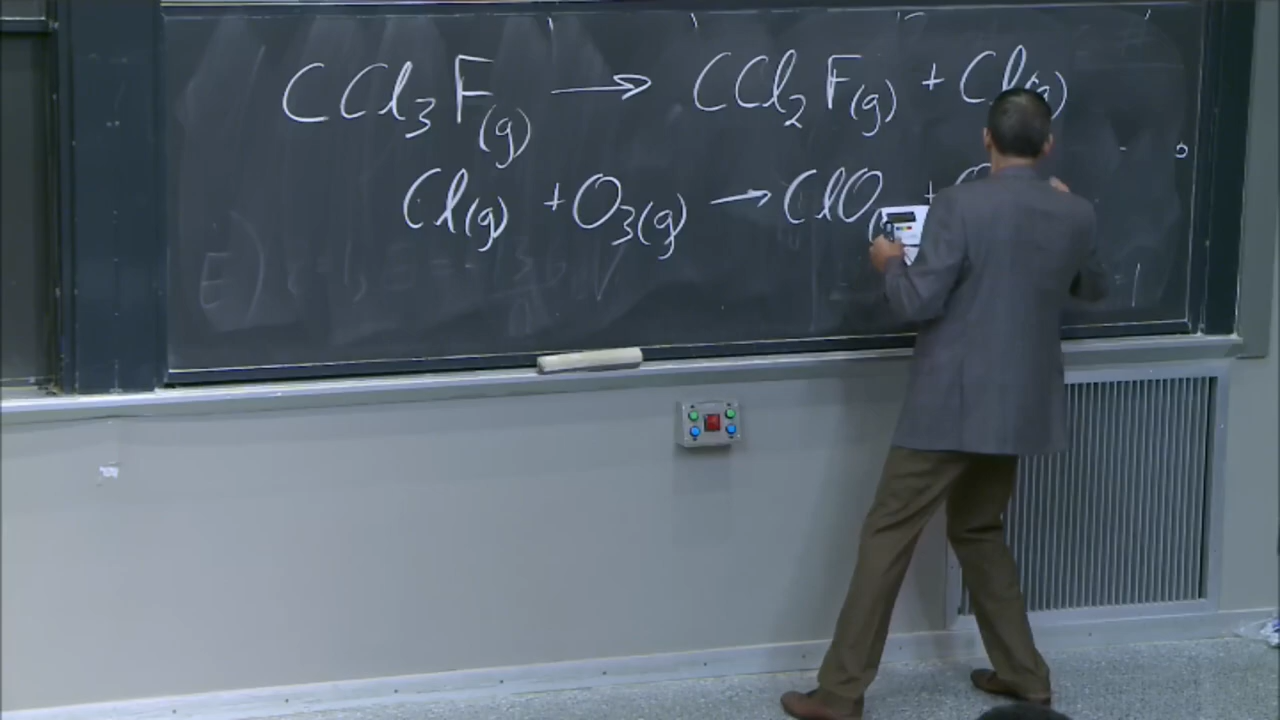 CCl₃F(g) → CCl₂F(g) + Cl(g)
Cl(g) + O₃(g) → ClO +